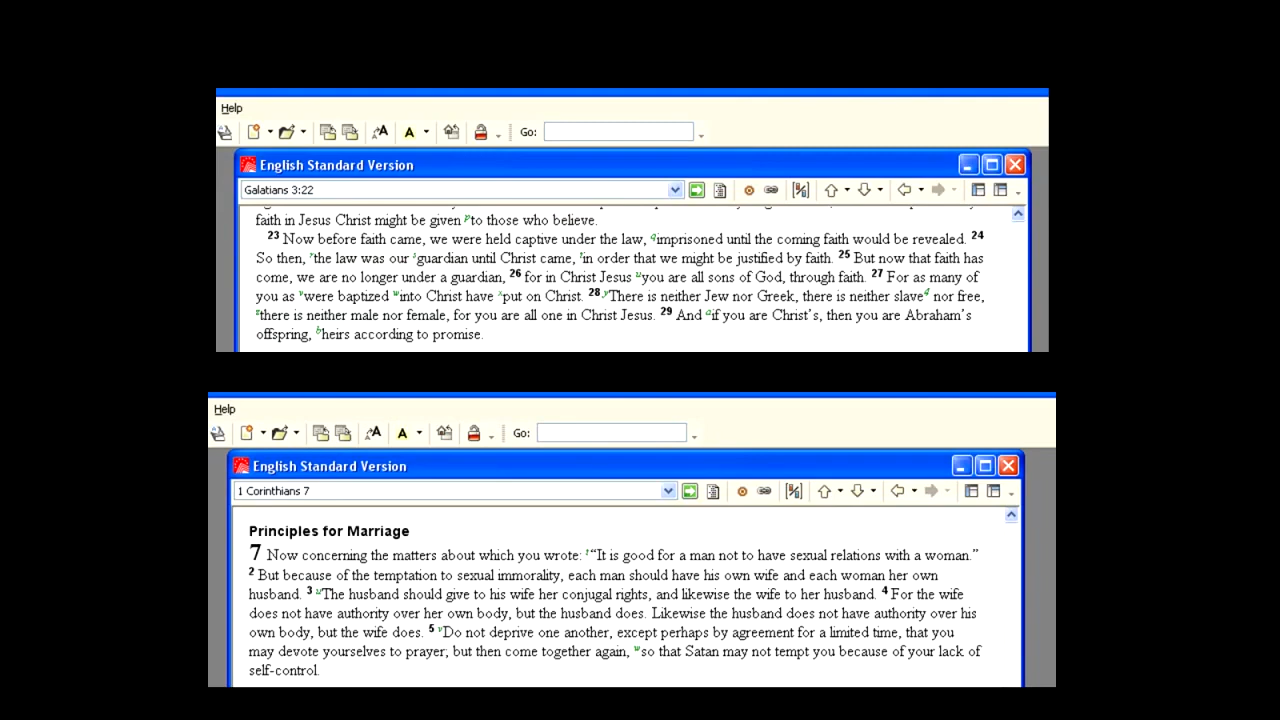 Help
Go:
English Standard Version
Galatians 3:22
faith in Jesus Christ might be given p to those who believe.
23 Now before faith came, we were held captive under the law, q imprisoned until the coming faith would be revealed. 24
So then, r the law was our s guardian until Christ came, t in order that we might be justified by faith. 25 But now that faith has
come, we are no longer under a guardian, 26 for in Christ Jesus u you are all sons of God, through faith. 27 For as many of
you as v were baptized w into Christ have x put on Christ. 28 y There is neither Jew nor Greek, there is neither slave d nor free,
z there is neither male nor female, for you are all one in Christ Jesus. 29 And a if you are Christ's, then you are Abraham's
offspring, b heirs according to promise.
Help
Go:
English Standard Version
1 Corinthians 7
Principles for Marriage
7 Now concerning the matters about which you wrote: t “It is good for a man not to have sexual relations with a woman.”
2 But because of the temptation to sexual immorality, each man should have his own wife and each woman her own
husband. 3 u The husband should give to his wife her conjugal rights, and likewise the wife to her husband. 4 For the wife
does not have authority over her own body, but the husband does. Likewise the husband does not have authority over his
own body, but the wife does. 5 v Do not deprive one another, except perhaps by agreement for a limited time, that you
may devote yourselves to prayer; but then come together again, w so that Satan may not tempt you because of your lack of
self-control.